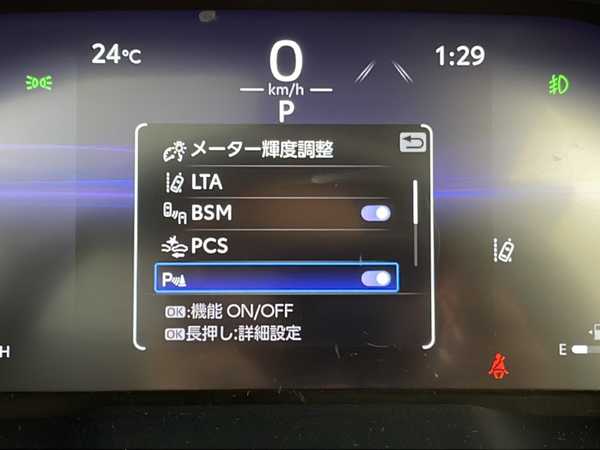 24℃
0
1:29
km/h
P
メーター輝度調整
LTA
BSM
PCS
P
OK:機能 ON/OFF
OK長押し:詳細設定
H
E